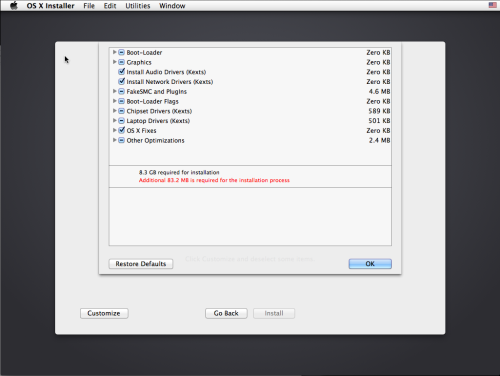 OS X Installer File Edit Utilities Window
Boot-Loader Zero KB
Graphics Zero KB
Install Audio Drivers (Kexts) Zero KB
Install Network Drivers (Kexts) Zero KB
FakeSMC and PlugIns 4.6 MB
Boot-Loader Flags Zero KB
Chipset Drivers (Kexts) 589 KB
Laptop Drivers (Kexts) 501 KB
OS X Fixes Zero KB
Other Optimizations 2.4 MB
8.3 GB required for installation
Additional 83.2 MB is required for the installation process
Restore Defaults OK
Customize Go Back Install